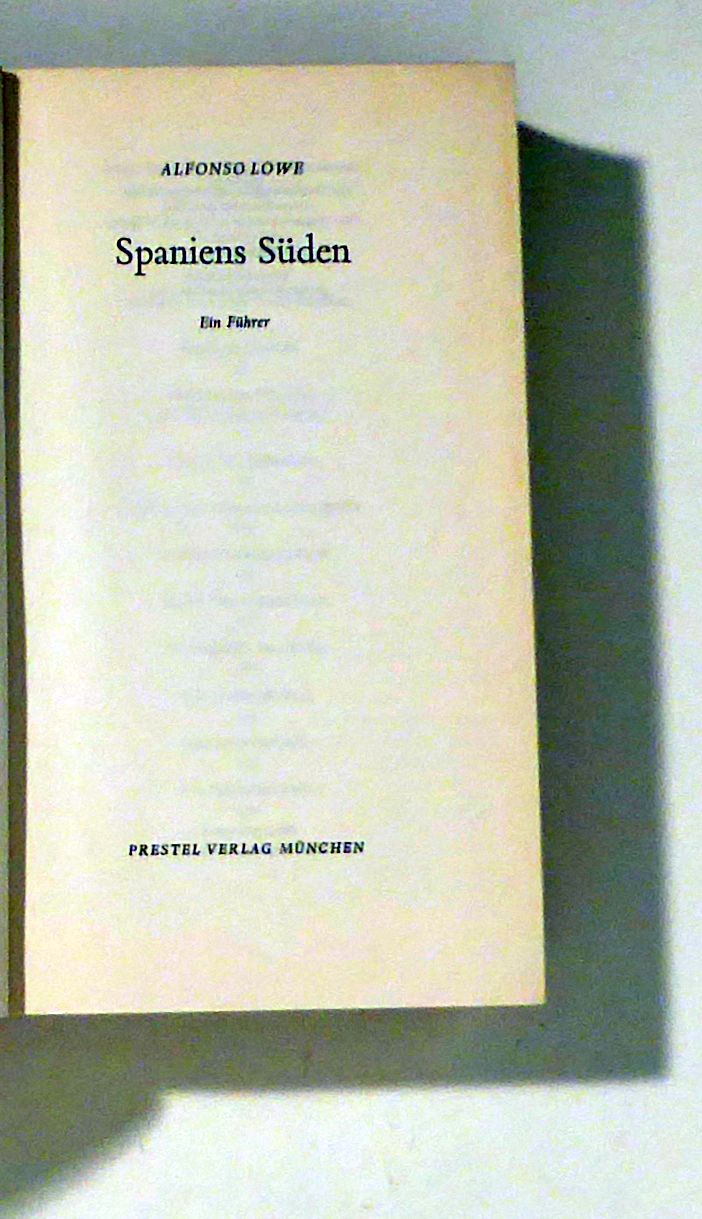 ALFONSO LOWE
Spaniens Süden
Ein Führer
PRESTEL VERLAG MÜNCHEN